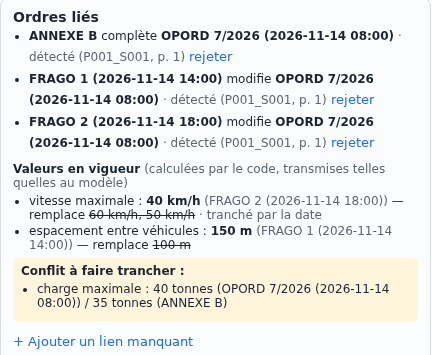 Ordres liés
• ANNEXE B complète OPORD 7/2026 (2026-11-14 08:00) ·
détecté (P001_S001, p. 1) rejeter
• FRAGO 1 (2026-11-14 14:00) modifie OPORD 7/2026
(2026-11-14 08:00) · détecté (P001_S001, p. 1) rejeter
• FRAGO 2 (2026-11-14 18:00) modifie OPORD 7/2026
(2026-11-14 08:00) · détecté (P001_S001, p. 1) rejeter
Valeurs en vigueur (calculées par le code, transmises telles
quelles au modèle)
• vitesse maximale : 40 km/h (FRAGO 2 (2026-11-14 18:00)) —
remplace 60 km/h, 50 km/h · tranché par la date
• espacement entre véhicules : 150 m (FRAGO 1 (2026-11-14
14:00)) — remplace 100 m
Conflit à faire trancher :
• charge maximale : 40 tonnes (OPORD 7/2026 (2026-11-14
08:00)) / 35 tonnes (ANNEXE B)
+ Ajouter un lien manquant